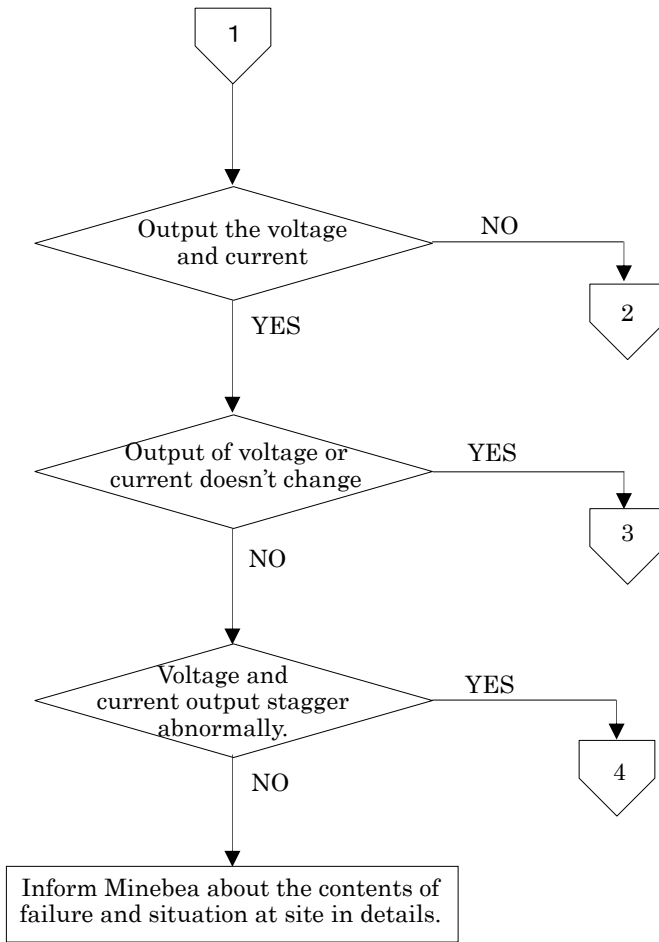 1
Output the voltage
and current
NO
2
YES
Output of voltage or
current doesn't change
YES
3
NO
Voltage and
current output stagger
abnormally.
YES
4
NO
Inform Minebea about the contents of
failure and situation at site in details.